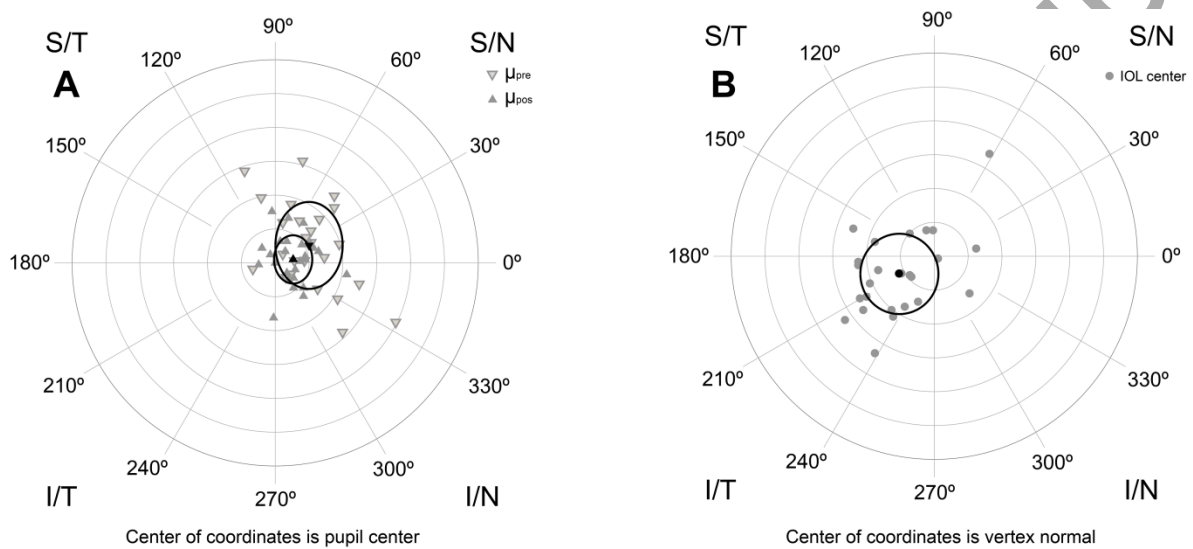 90º
S/T
S/N
120º
60º
A
μpre
μpos
150º
30º
180º
0º
210º
330º
240º
300º
I/T
270º
I/N
Center of coordinates is pupil center
90º
S/T
S/N
120º
60º
B
IOL center
150º
30º
180º
0º
210º
330º
240º
300º
I/T
270º
I/N
Center of coordinates is vertex normal